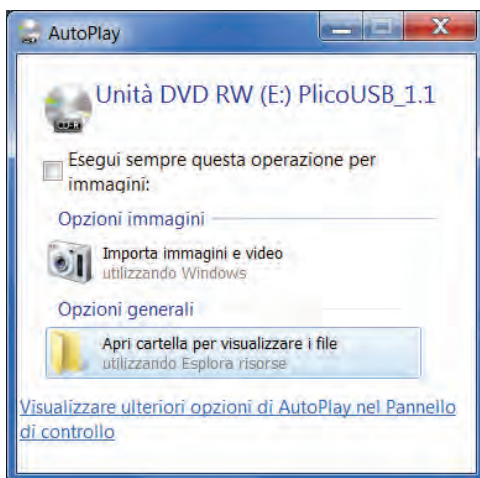 AutoPlay
Unità DVD RW (E:) PlicoUSB_1.1
CD-R
Esegui sempre questa operazione per
immagini:
Opzioni immagini
Importa immagini e video
utilizzando Windows
Opzioni generali
Apri cartella per visualizzare i file
utilizzando Esplora risorse
Visualizzare ulteriori opzioni di AutoPlay nel Pannello
di controllo